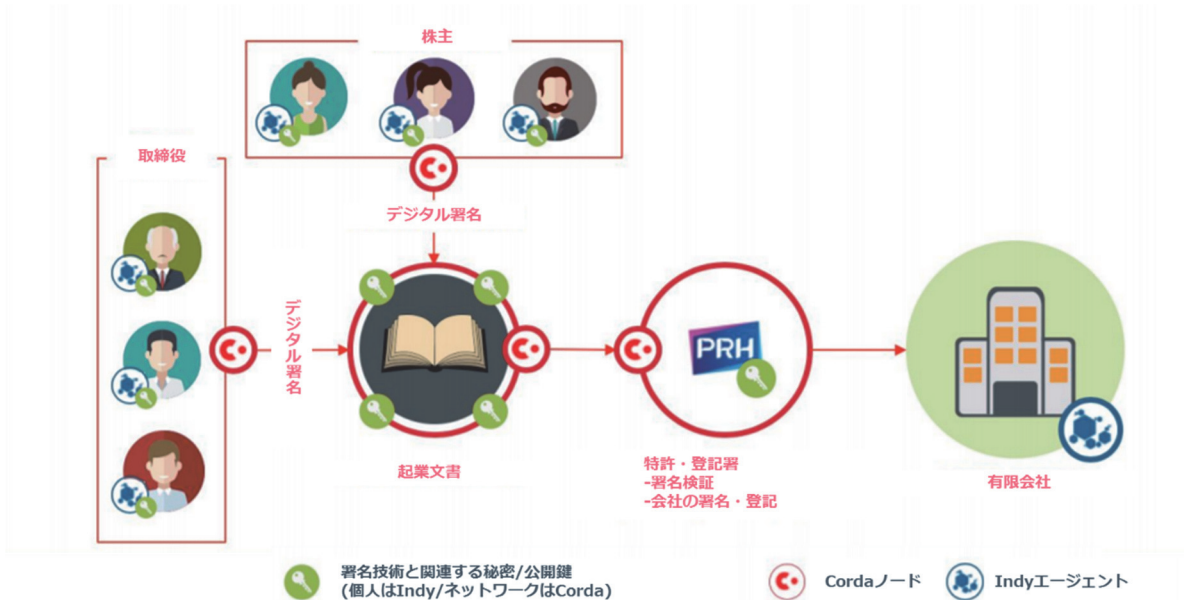 株主
取締役
デジタル署名
デジタル署名
PRH
起業文書
特許・登記署
-署名検証
-会社の署名・登記
有限会社
署名技術と関連する秘密/公開鍵
(個人はIndy/ネットワークはCorda)
Cordaノード
Indyエージェント